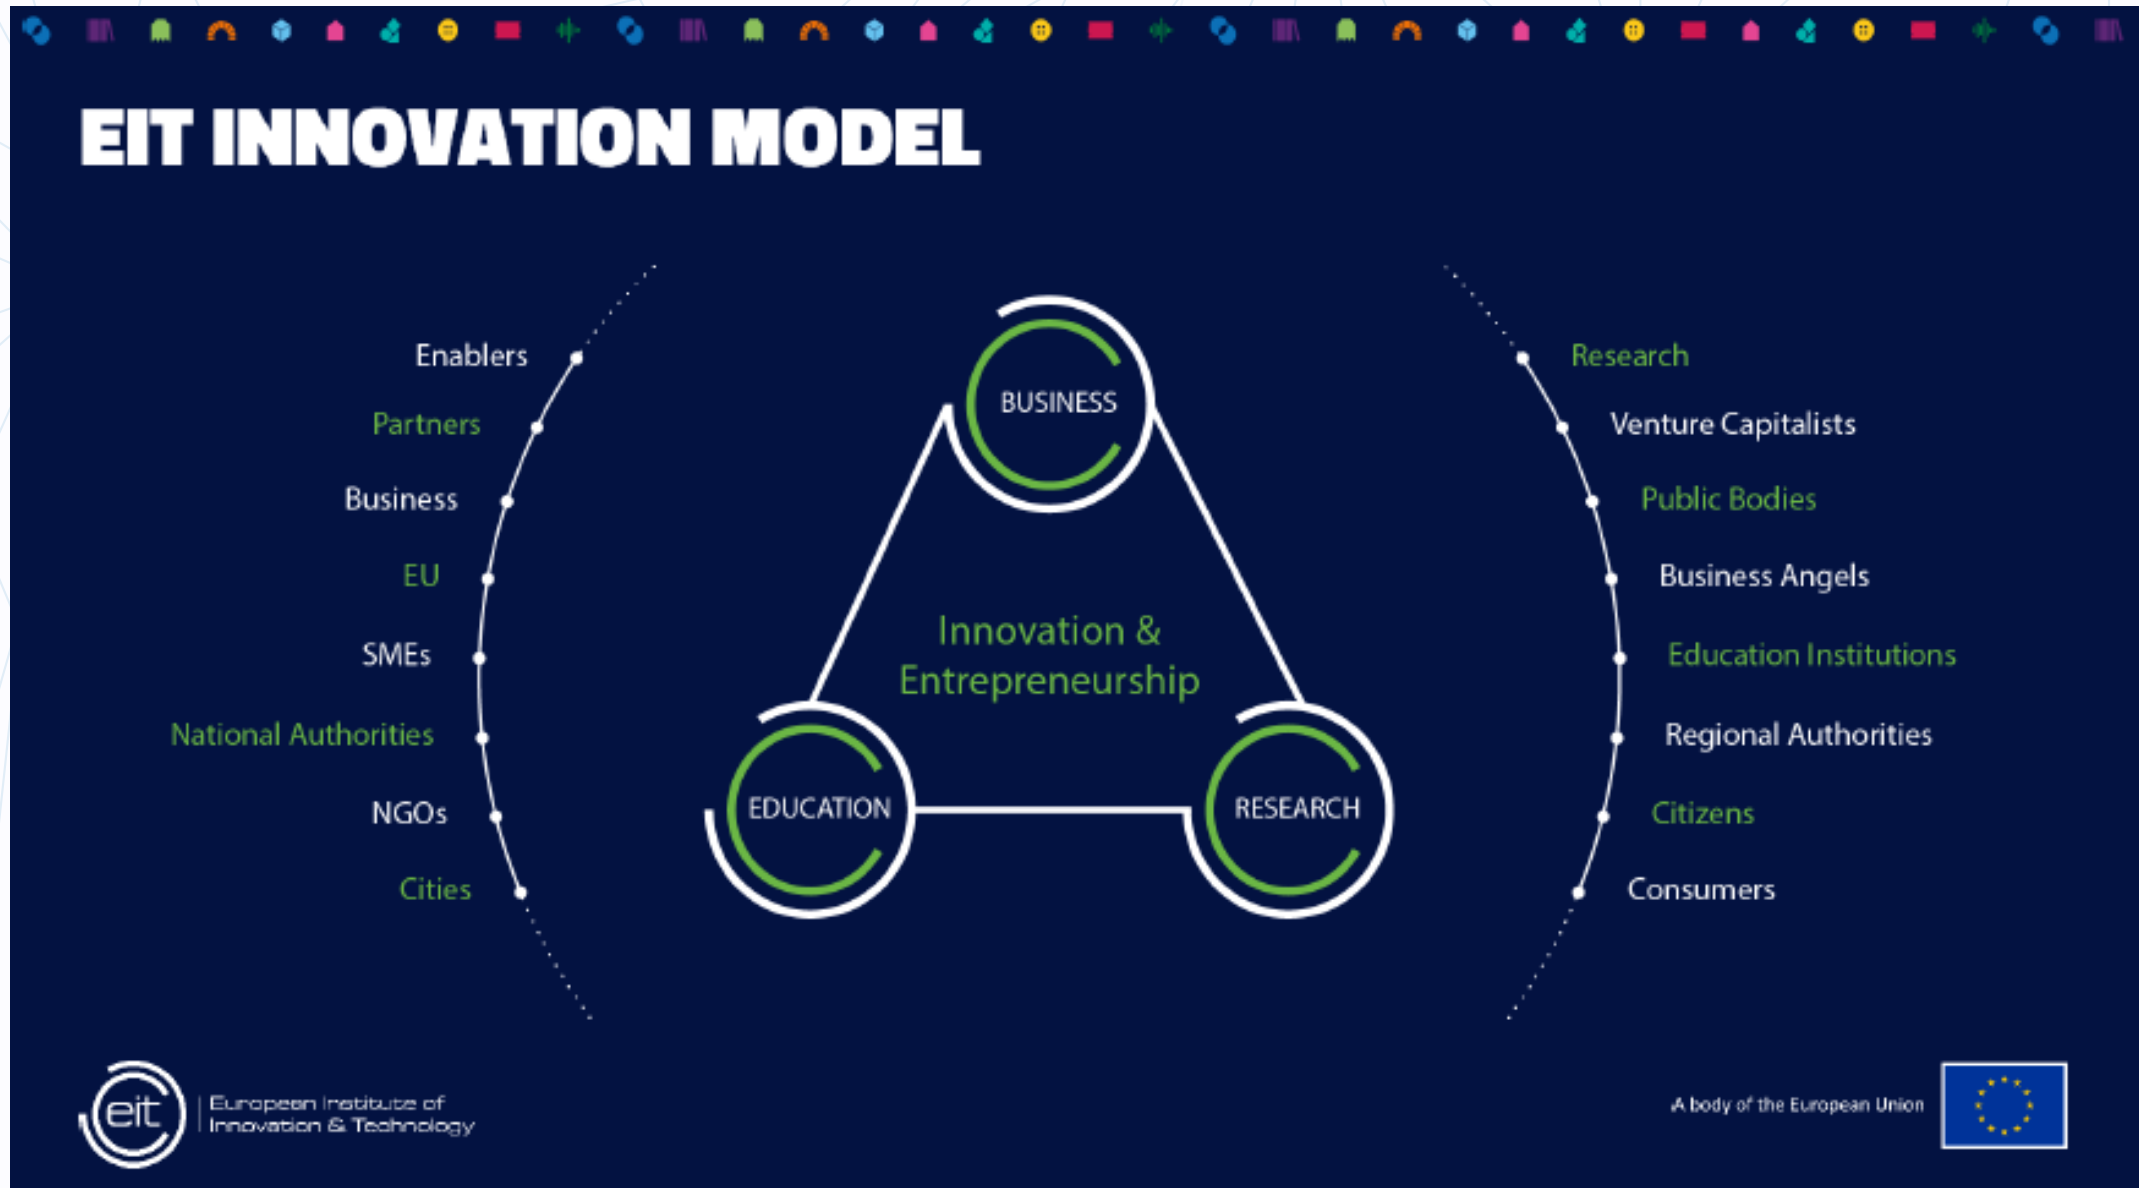 EIT INNOVATION MODEL
Enablers
Partners
Business
EU
SMEs
National Authorities
NGOs
Cities
BUSINESS
Innovation &
Entrepreneurship
EDUCATION
RESEARCH
Research
Venture Capitalists
Public Bodies
Business Angels
Education Institutions
Regional Authorities
Citizens
Consumers
eit
European Institute of
Innovation & Technology
A body of the European Union